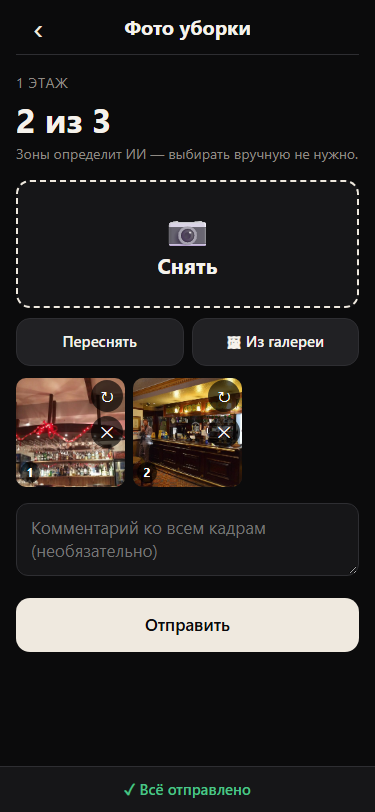 Фото уборки
1 ЭТАЖ
2 из 3
Зоны определит ИИ — выбирать вручную не нужно.
Снять
Переснять
Из галереи
1
2
Комментарий ко всем кадрам
(необязательно)
Отправить
✓ Всё отправлено